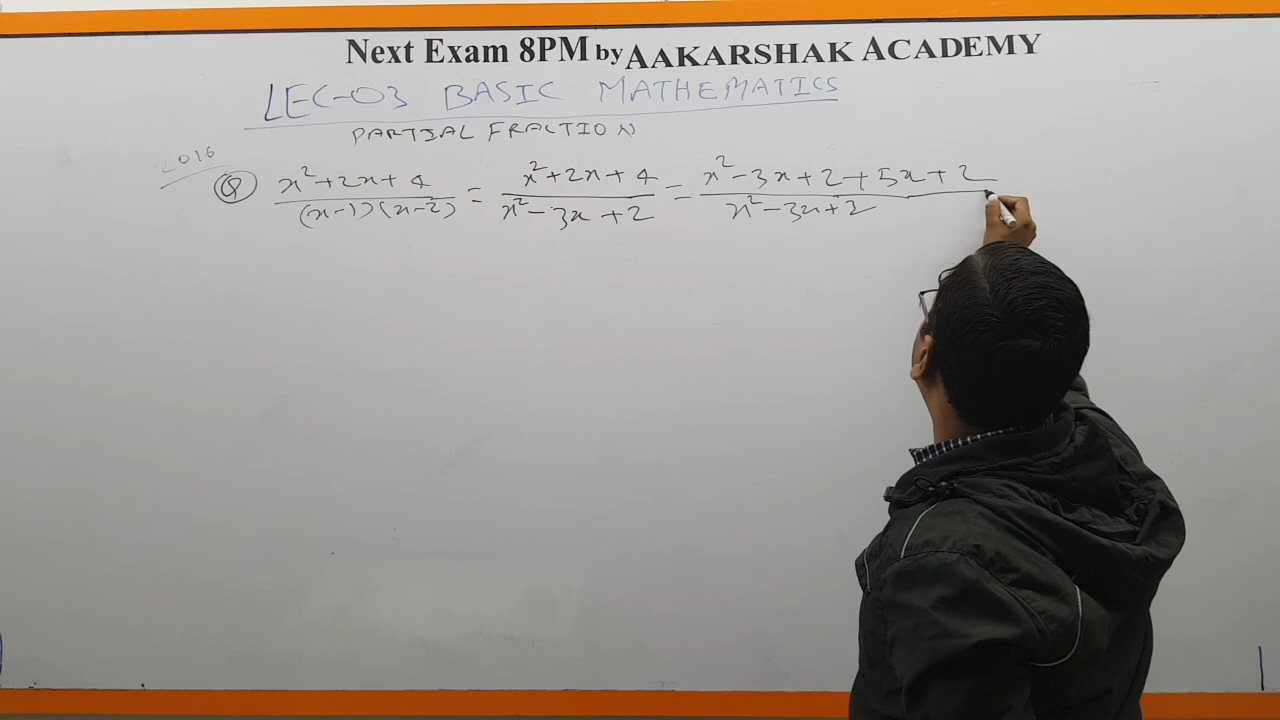 Next Exam 8PM by AAKARSHAK ACADEMY
LEC-03 BASIC MATHEMATICS
PARTIAL FRACTION
2016
Q (x²+2x+4)/((x-1)(x-2)) = (x²+2x+4)/(x²-3x+2) = (x²-3x+2+5x+2)/(x²-3x+2)